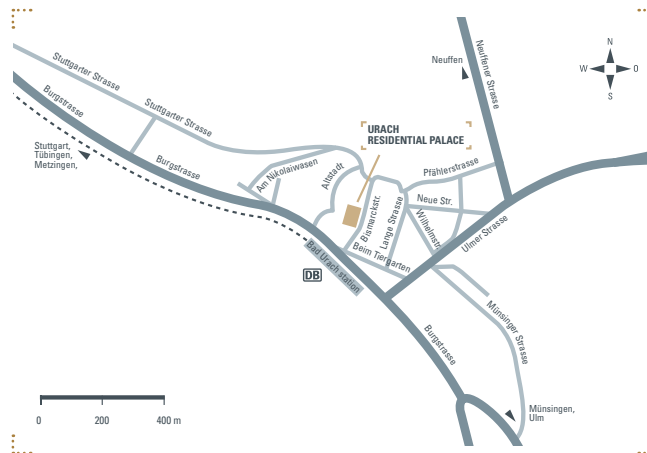 Stuttgarter Strasse
Burgstrasse
Stuttgarter Strasse
Stuttgart,
Tübingen,
Metzingen,
Burgstrasse
Am Nikolaiwasen
Altstadt
URACH
RESIDENTIAL PALACE
Neuffen
Neuffener Strasse
N
W
O
S
Pfählerstrasse
Neue Str.
Bismarckstr.
Lange Strasse
Wilhelmstr.
Ulmer Strasse
Beim Tiergarten
Bad Urach station
DB
Burgstrasse
Münsinger Strasse
Münsingen,
Ulm
0 200 400 m